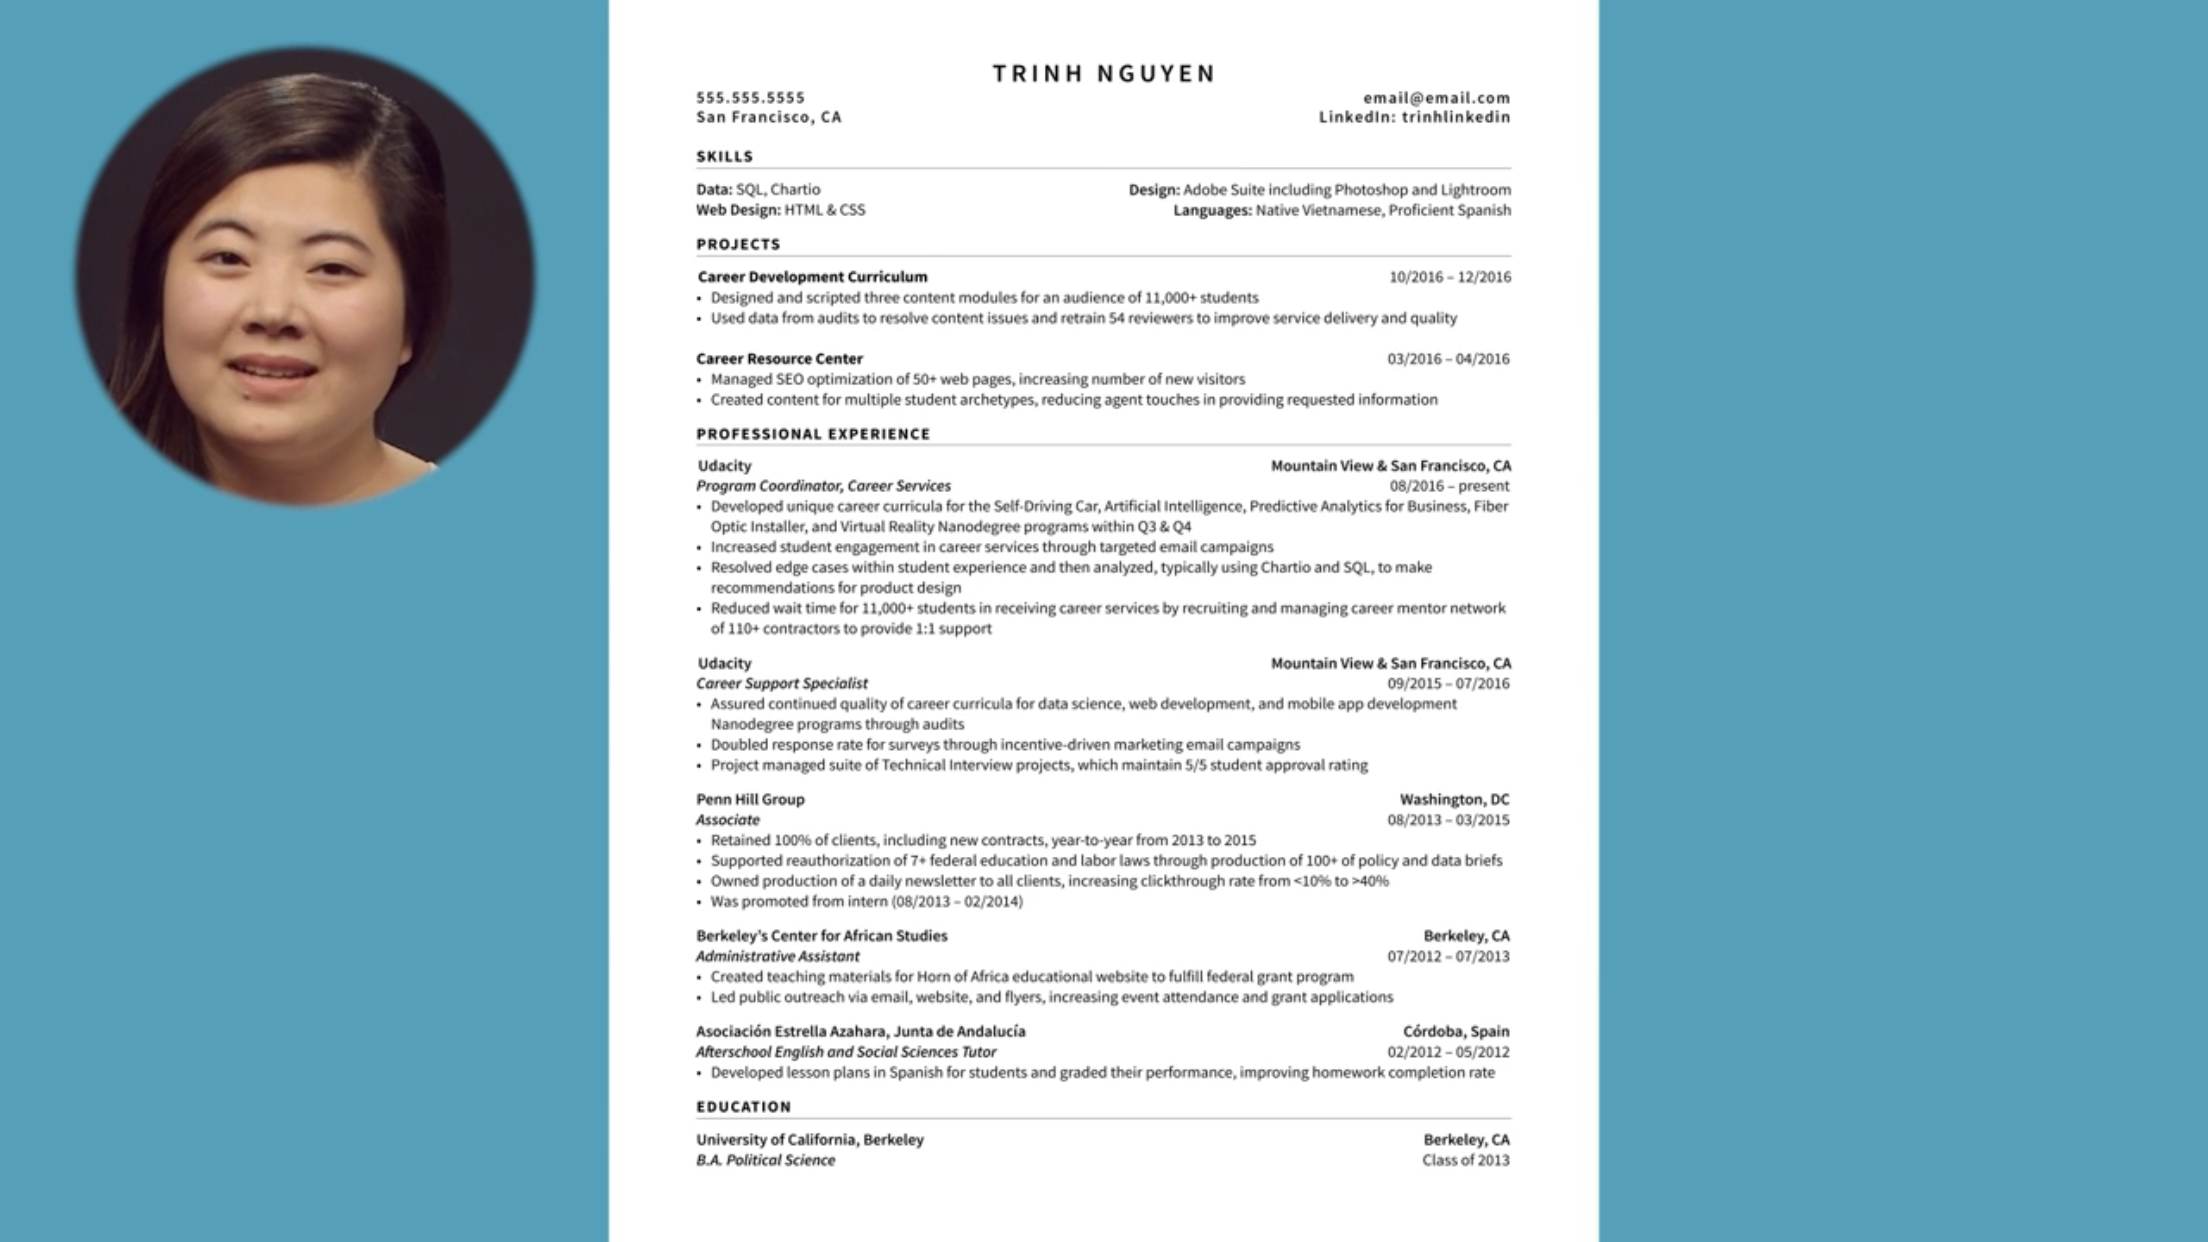 TRINH NGUYEN
555.555.5555 email@email.com
San Francisco, CA LinkedIn: trinhlinkedin
SKILLS
Data: SQL, Chartio Design: Adobe Suite including Photoshop and Lightroom
Web Design: HTML & CSS Languages: Native Vietnamese, Proficient Spanish
PROJECTS
Career Development Curriculum 10/2016 – 12/2016
• Designed and scripted three content modules for an audience of 11,000+ students
• Used data from audits to resolve content issues and retrain 54 reviewers to improve service delivery and quality
Career Resource Center 03/2016 – 04/2016
• Managed SEO optimization of 50+ web pages, increasing number of new visitors
• Created content for multiple student archetypes, reducing agent touches in providing requested information
PROFESSIONAL EXPERIENCE
Udacity Mountain View & San Francisco, CA
Program Coordinator, Career Services 08/2016 – present
• Developed unique career curricula for the Self-Driving Car, Artificial Intelligence, Predictive Analytics for Business, Fiber
Optic Installer, and Virtual Reality Nanodegree programs within Q3 & Q4
• Increased student engagement in career services through targeted email campaigns
• Resolved edge cases within student experience and then analyzed, typically using Chartio and SQL, to make
recommendations for product design
• Reduced wait time for 11,000+ students in receiving career services by recruiting and managing career mentor network
of 110+ contractors to provide 1:1 support
Udacity Mountain View & San Francisco, CA
Career Support Specialist 09/2015 – 07/2016
• Assured continued quality of career curricula for data science, web development, and mobile app development
Nanodegree programs through audits
• Doubled response rate for surveys through incentive-driven marketing email campaigns
• Project managed suite of Technical Interview projects, which maintain 5/5 student approval rating
Penn Hill Group Washington, DC
Associate 08/2013 – 03/2015
• Retained 100% of clients, including new contracts, year-to-year from 2013 to 2015
• Supported reauthorization of 7+ federal education and labor laws through production of 100+ of policy and data briefs
• Owned production of a daily newsletter to all clients, increasing clickthrough rate from <10% to >40%
• Was promoted from intern (08/2013 – 02/2014)
Berkeley's Center for African Studies Berkeley, CA
Administrative Assistant 07/2012 – 07/2013
• Created teaching materials for Horn of Africa educational website to fulfill federal grant program
• Led public outreach via email, website, and flyers, increasing event attendance and grant applications
Asociación Estrella Azahara, Junta de Andalucía Córdoba, Spain
Afterschool English and Social Sciences Tutor 02/2012 – 05/2012
• Developed lesson plans in Spanish for students and graded their performance, improving homework completion rate
EDUCATION
University of California, Berkeley Berkeley, CA
B.A. Political Science Class of 2013